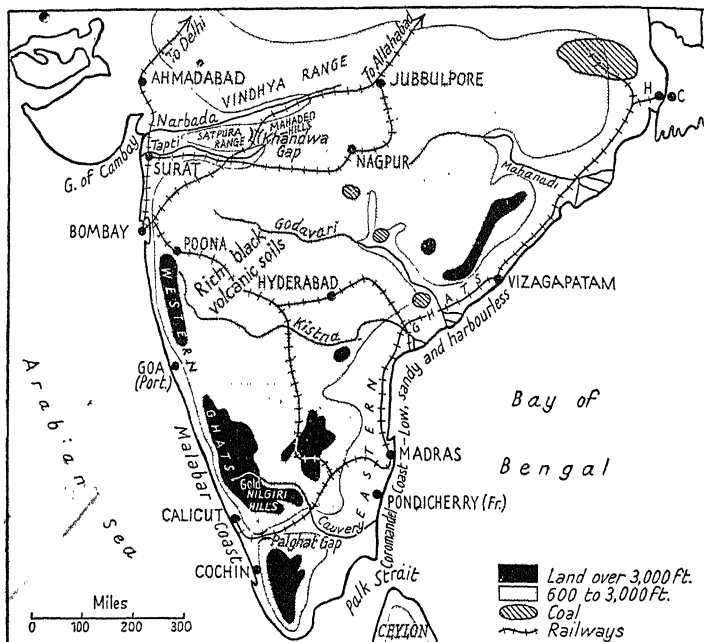 To Delhi
To Allahabad
AHMADABAD
VINDHYA RANGE
JUBBULPORE
H
C
Narbada
MAHADEO
HILLS
Tapti
SATPURA
RANGE
Khandwa
Gap
G. of Cambay
SURAT
NAGPUR
Mahanadi
BOMBAY
Godavari
POONA
Rich black
volcanic soils
HYDERABAD
VIZAGAPATAM
WESTERN
GHATS
Kistna
EASTERN
GHATS
GOA
(Port.)
Arabian Sea
Malabar
Coast
Bay of
Bengal
MADRAS
Gold
NILGIRI
HILLS
PONDICHERRY (Fr.)
Coromandel Coast - Low, sandy and harbourless
CALICUT
Cauvery
Palghat Gap
COCHIN
Palk Strait
CEYLON
Miles
0 100 200 300
Land over 3,000 ft.
600 to 3,000 ft.
Coal
Railways